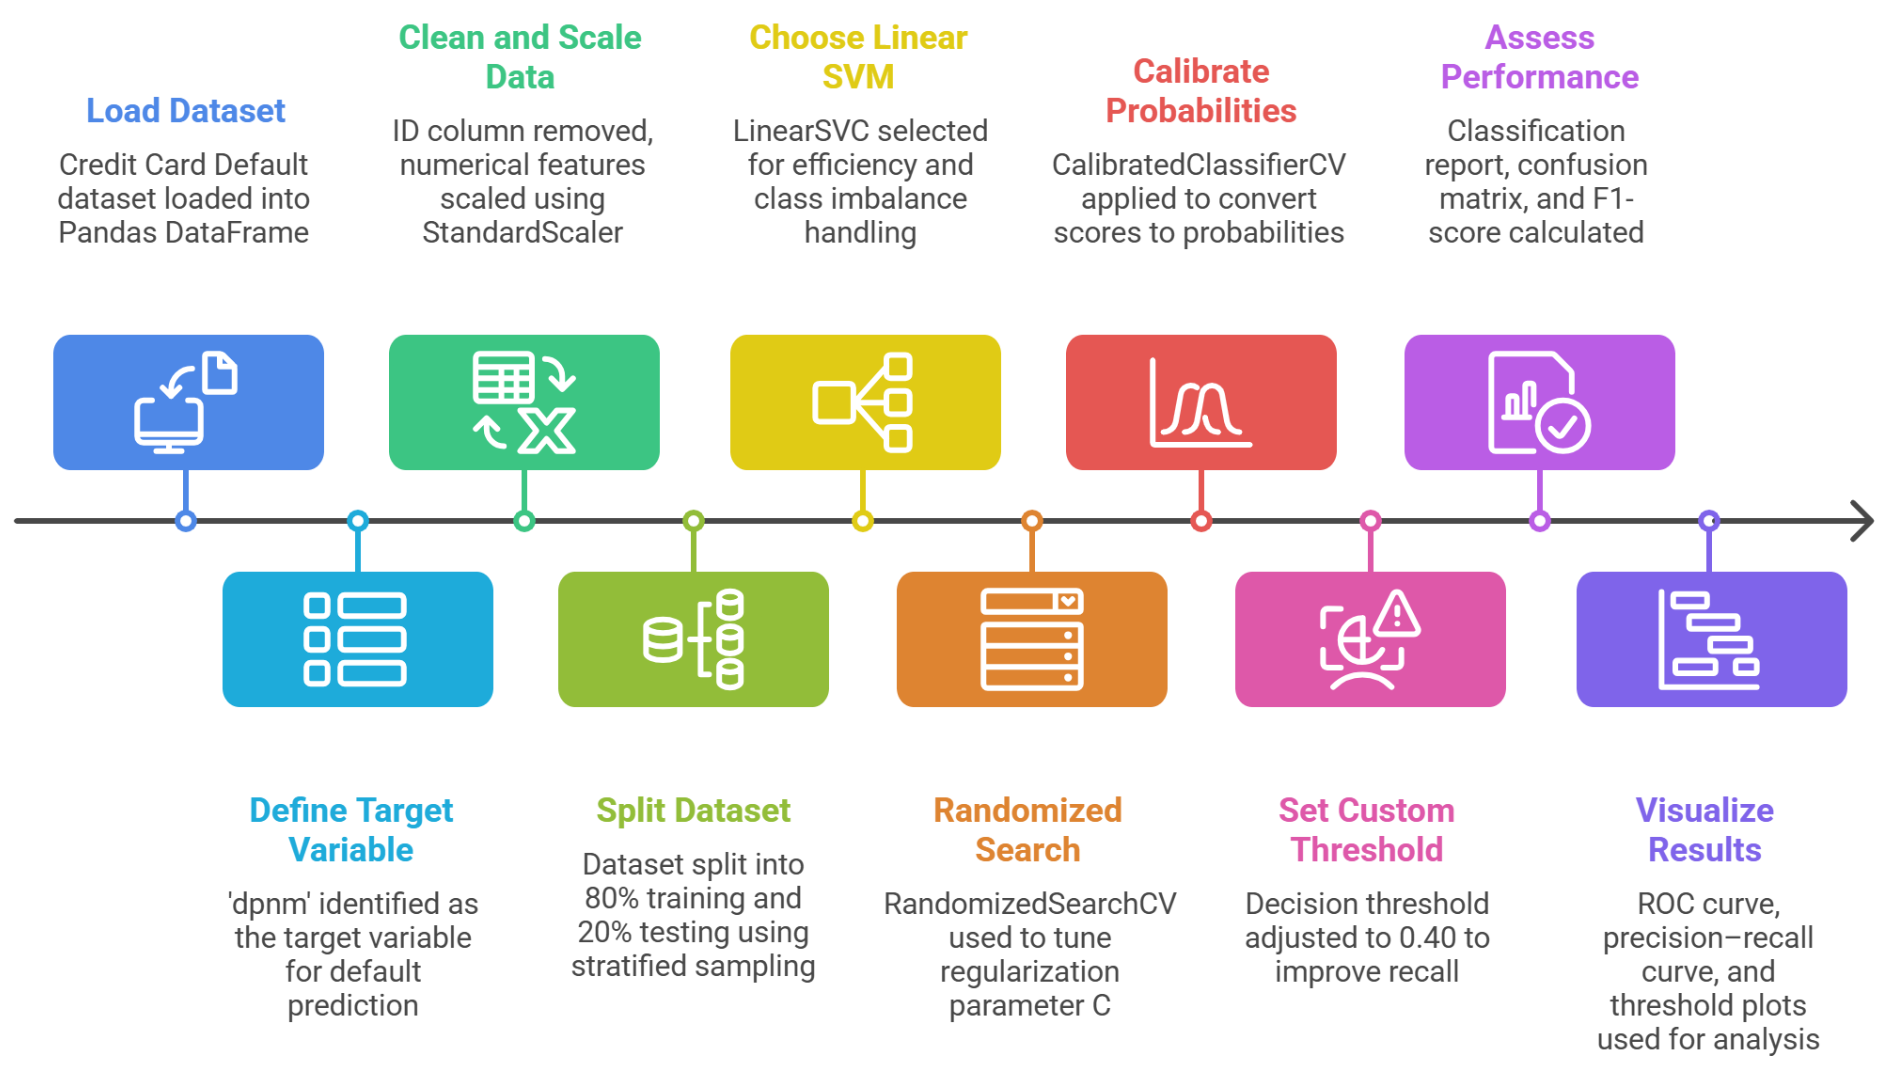 Load Dataset
Credit Card Default
dataset loaded into
Pandas DataFrame
Define Target
Variable
'dpnm' identified as
the target variable
for default
prediction
Clean and Scale
Data
ID column removed,
numerical features
scaled using
StandardScaler
Split Dataset
Dataset split into
80% training and
20% testing using
stratified sampling
Choose Linear
SVM
LinearSVC selected
for efficiency and
class imbalance
handling
Randomized
Search
RandomizedSearchCV
used to tune
regularization
parameter C
Calibrate
Probabilities
CalibratedClassifierCV
applied to convert
scores to probabilities
Set Custom
Threshold
Decision threshold
adjusted to 0.40 to
improve recall
Assess
Performance
Classification
report, confusion
matrix, and F1-
score calculated
Visualize
Results
ROC curve,
precision–recall
curve, and
threshold plots
used for analysis